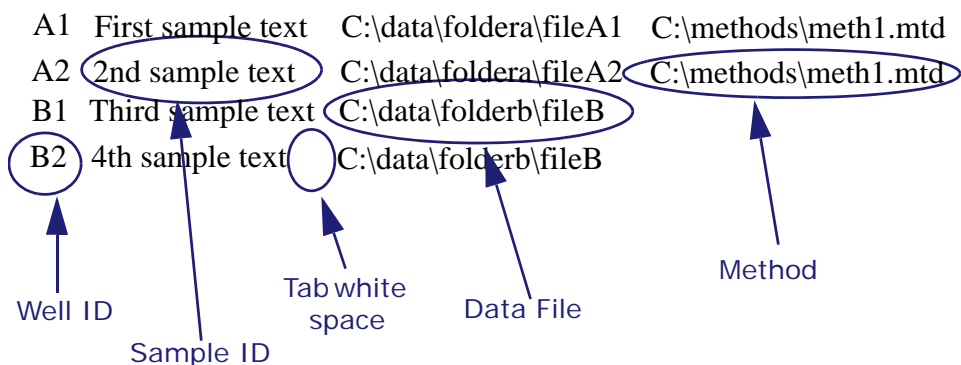 A1 First sample text C:\data\foldera\fileA1 C:\methods\meth1.mtd
A2 2nd sample text C:\data\foldera\fileA2 C:\methods\meth1.mtd
B1 Third sample text C:\data\folderb\fileB
B2 4th sample text C:\data\folderb\fileB
Well ID
Sample ID
Tab white
space
Data File
Method